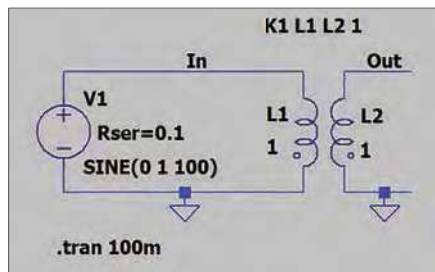 K1 L1 L2 1
In
Out
V1
L1
L2
Rser=0.1
1
1
SINE(0 1 100)
.tran 100m